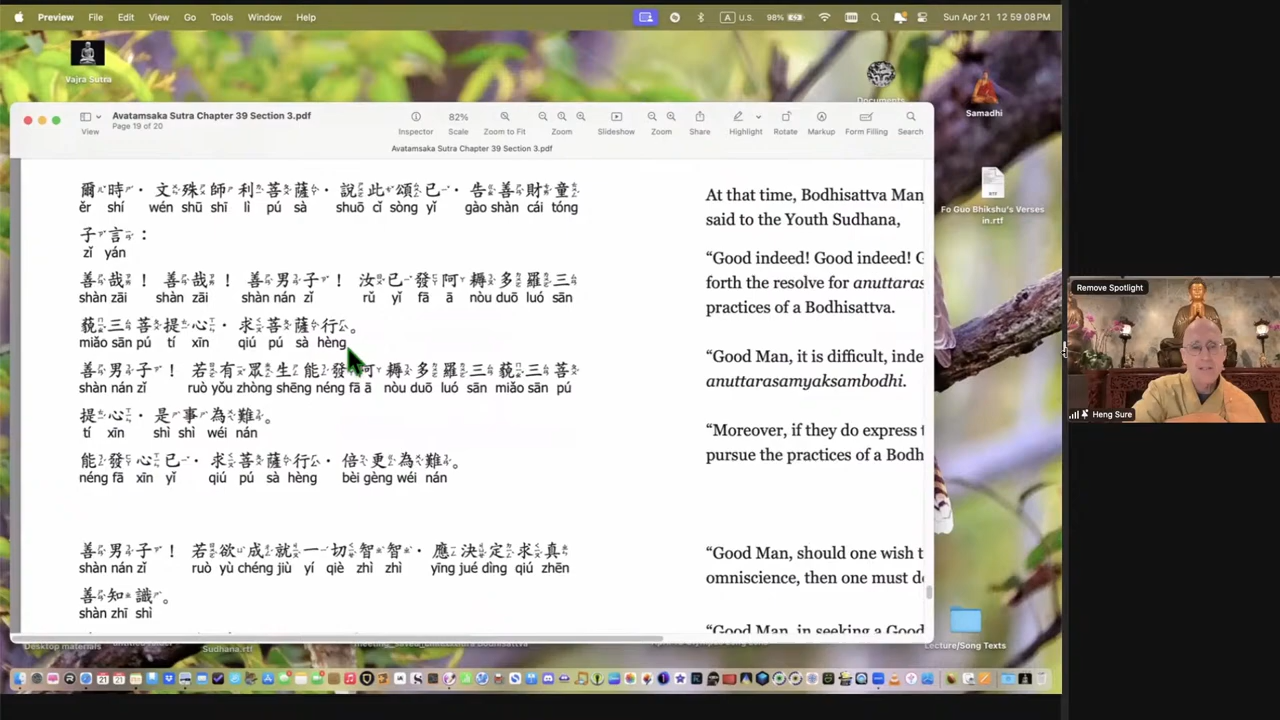 Preview File Edit View Go Tools Window Help
98% A U.S. Sun Apr 21 12 59 08 PM
Vajra Sutra
Documents
Samadhi
Fo Guo Bhikshu's Verses in.rtf
Avatamsaka Sutra Chapter 39 Section 3.pdf
Page 19 of 20
View Inspector 82% Scale Zoom to Fit Zoom Slideshow Zoom Share Highlight Rotate Markup Form Filling Search
Avatamsaka Sutra Chapter 39 Section 3.pdf
爾時· 文殊師利菩薩· 說此頌已· 告善財童
ěr shí wén shū shī lì pú sà shuō cǐ sòng yǐ gào shàn cái tóng
子言：
zǐ yán
善哉！ 善哉！ 善男子！ 汝已發阿耨多羅三
shàn zāi shàn zāi shàn nán zǐ rǔ yǐ fā ā nòu duō luó sān
藐三菩提心· 求菩薩行。
miǎo sān pú tí xīn qiú pú sà hèng
善男子！ 若有眾生能發阿耨多羅三藐三菩
shàn nán zǐ ruò yǒu zhòng shēng néng fā ā nòu duō luó sān miǎo sān pú
提心· 是事為難。
tí xīn shì shì wéi nán
能發心已· 求菩薩行· 倍更為難。
néng fā xīn yǐ qiú pú sà hèng bèi gèng wéi nán
善男子！ 若欲成就一切智智· 應決定求真
shàn nán zǐ ruò yù chéng jiù yí qiè zhì zhì yīng jué dìng qiú zhēn
善知識。
shàn zhī shì
At that time, Bodhisattva Man
said to the Youth Sudhana,
“Good indeed! Good indeed! G
forth the resolve for anuttaras
practices of a Bodhisattva.
“Good Man, it is difficult, inde
anuttarasamyaksambodhi.
“Moreover, if they do express t
pursue the practices of a Bodh
“Good Man, should one wish t
omniscience, then one must de
“Good Man, in seeking a Good
Desktop materials
Sudhana.rtf
Lecture/Song Texts
Remove Spotlight
Heng Sure